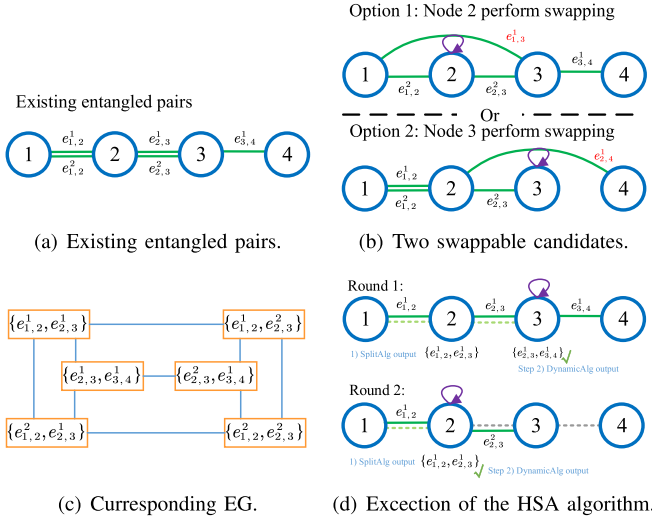 Existing entangled pairs
e^1_{1,2} e^1_{2,3} e^1_{3,4}
1 2 3 4
e^2_{1,2} e^2_{2,3}
(a) Existing entangled pairs.
Option 1: Node 2 perform swapping
e^1_{1,3}
e^1_{3,4}
1 2 3 4
e^2_{1,2} e^2_{2,3}
Or
Option 2: Node 3 perform swapping
e^1_{1,2} e^1_{2,4}
1 2 3 4
e^2_{1,2} e^2_{2,3}
(b) Two swappable candidates.
{e^1_{1,2}, e^1_{2,3}} {e^1_{1,2}, e^2_{2,3}}
{e^1_{2,3}, e^1_{3,4}} {e^2_{2,3}, e^1_{3,4}}
{e^2_{1,2}, e^1_{2,3}} {e^2_{1,2}, e^2_{2,3}}
(c) Curresponding EG.
Round 1:
e^1_{1,2} e^1_{2,3} e^1_{3,4}
1 2 3 4
1) SplitAlg output {e^1_{1,2}, e^1_{2,3}} {e^1_{2,3}, e^1_{3,4}}
Step 2) DynamicAlg output
Round 2:
e^1_{1,2}
1 2 3 4
e^2_{2,3}
1) SplitAlg output {e^1_{1,2}, e^1_{2,3}} Step 2) DynamicAlg output
(d) Excection of the HSA algorithm.